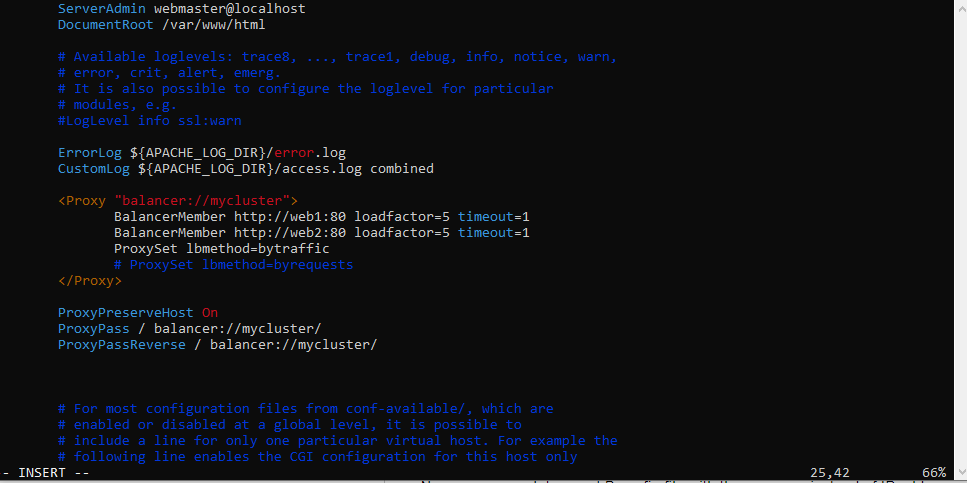 ServerAdmin webmaster@localhost
DocumentRoot /var/www/html
# Available loglevels: trace8, ..., trace1, debug, info, notice, warn,
# error, crit, alert, emerg.
# It is also possible to configure the loglevel for particular
# modules, e.g.
#LogLevel info ssl:warn
ErrorLog ${APACHE_LOG_DIR}/error.log
CustomLog ${APACHE_LOG_DIR}/access.log combined
<Proxy "balancer://mycluster">
BalancerMember http://web1:80 loadfactor=5 timeout=1
BalancerMember http://web2:80 loadfactor=5 timeout=1
ProxySet lbmethod=bytraffic
# ProxySet lbmethod=byrequests
</Proxy>
ProxyPreserveHost On
ProxyPass / balancer://mycluster/
ProxyPassReverse / balancer://mycluster/
# For most configuration files from conf-available/, which are
# enabled or disabled at a global level, it is possible to
# include a line for only one particular virtual host. For example the
# following line enables the CGI configuration for this host only
- INSERT -- 25,42 66%